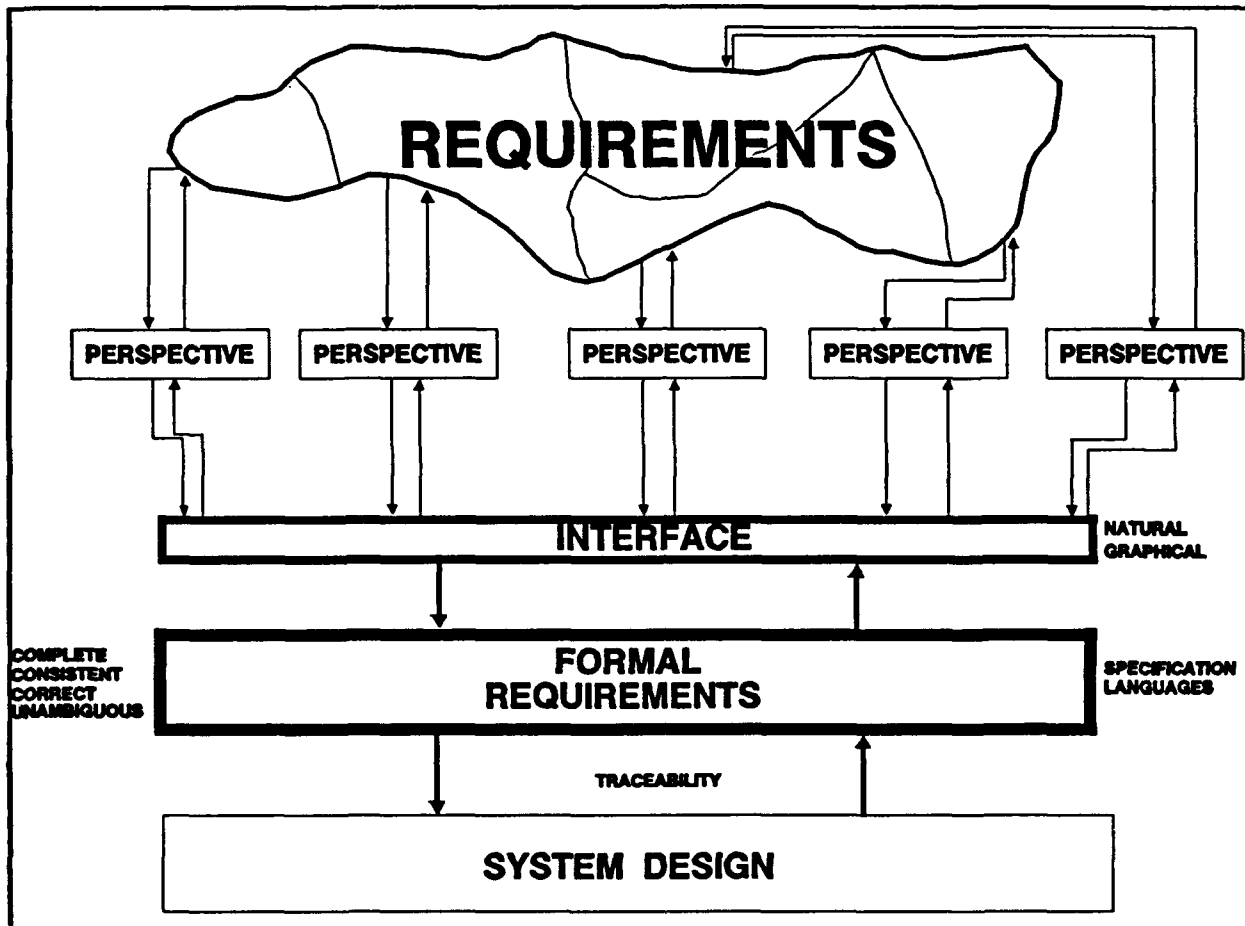 REQUIREMENTS
PERSPECTIVE
PERSPECTIVE
PERSPECTIVE
PERSPECTIVE
PERSPECTIVE
INTERFACE
NATURAL
GRAPHICAL
COMPLETE
CONSISTENT
CORRECT
UNAMBIGUOUS
FORMAL
REQUIREMENTS
SPECIFICATION
LANGUAGES
TRACEABILITY
SYSTEM DESIGN